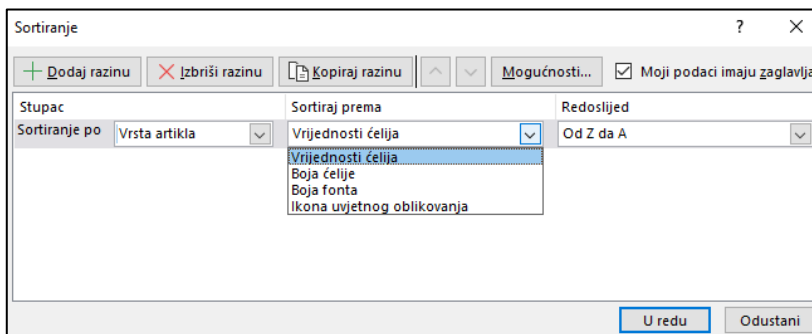 Sortiranje ?
Dodaj razinu Izbriši razinu Kopiraj razinu Mogućnosti... Moji podaci imaju zaglavlja
Stupac Sortiraj prema Redoslijed
Sortiranje po Vrsta artikla Vrijednosti ćelija Od Z do A
Vrijednosti ćelija
Boja ćelije
Boja fonta
Ikona uvjetnog oblikovanja
U redu Odustani